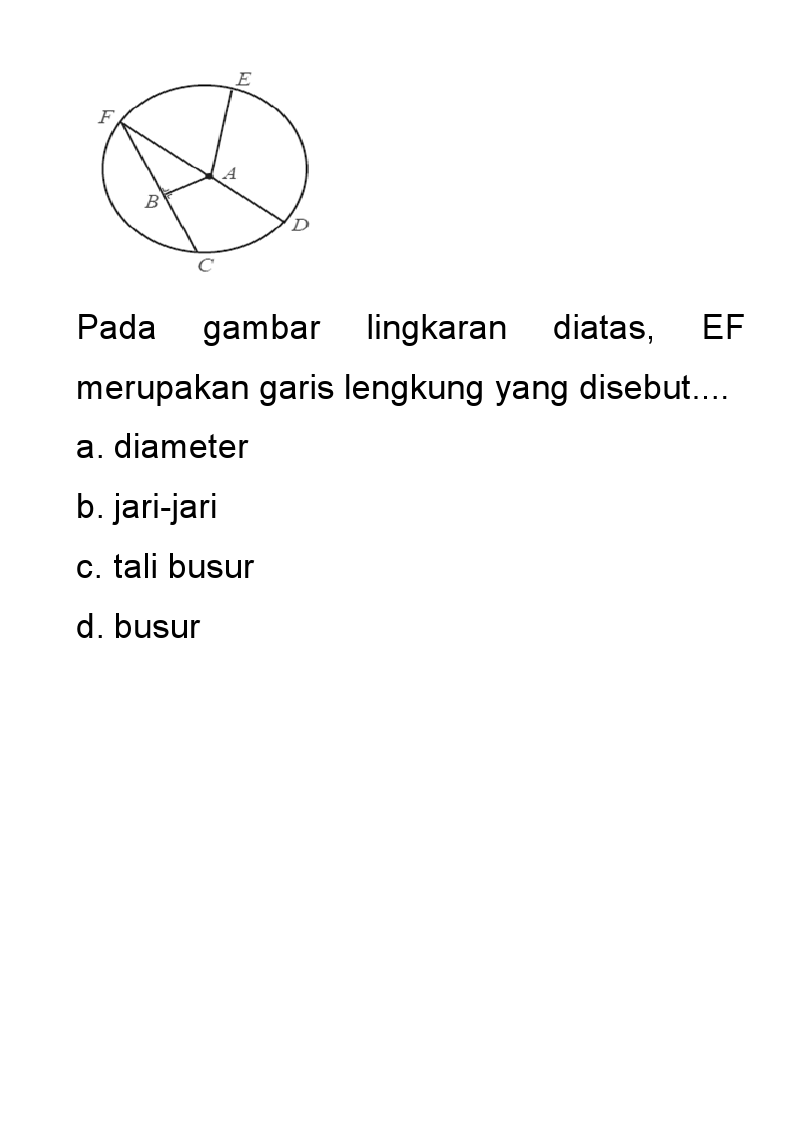 E
F
A
B
D
C
Pada gambar lingkaran diatas, EF
merupakan garis lengkung yang disebut....
a. diameter
b. jari-jari
c. tali busur
d. busur